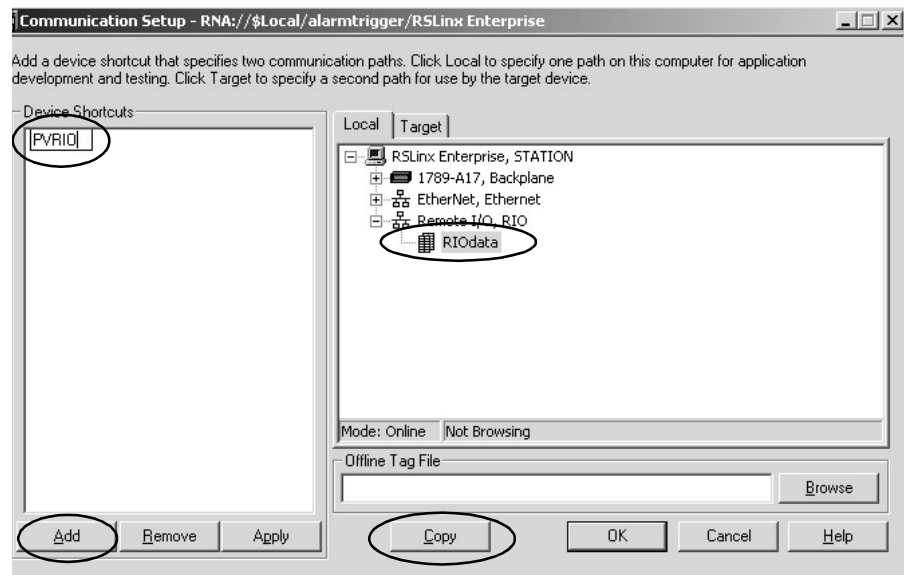 Communication Setup - RNA://$Local/alarmtrigger/RSLinx Enterprise
Add a device shortcut that specifies two communication paths. Click Local to specify one path on this computer for application
development and testing. Click Target to specify a second path for use by the target device.
Device Shortcuts
PVRIO
Local
Target
RSLinx Enterprise, STATION
1789-A17, Backplane
EtherNet, Ethernet
Remote I/O, RIO
RIOdata
Mode: Online
Not Browsing
Offline Tag File
Browse
Add
Remove
Apply
Copy
OK
Cancel
Help